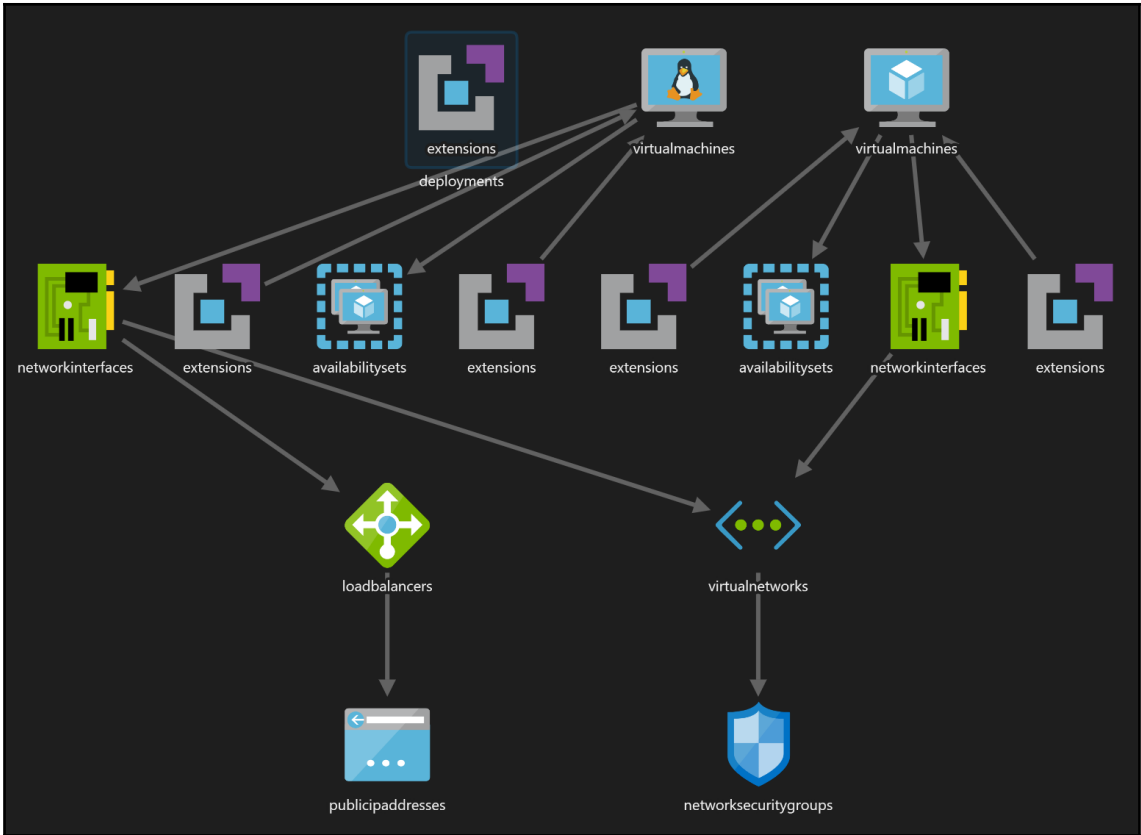 extensions
deployments
virtualmachines
virtualmachines
networkinterfaces
extensions
availabilitysets
extensions
extensions
availabilitysets
networkinterfaces
extensions
loadbalancers
virtualnetworks
publicipaddresses
networksecuritygroups